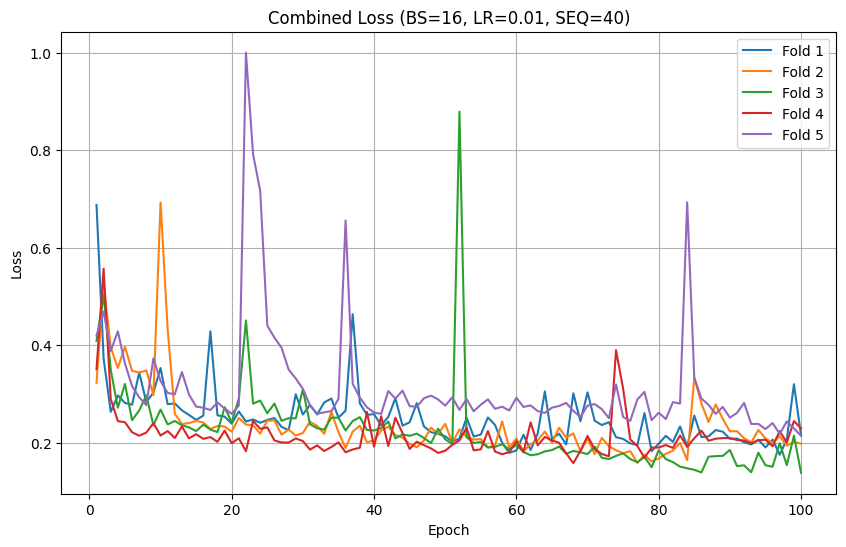 Combined Loss (BS=16, LR=0.01, SEQ=40)
Fold 1
Fold 2
Fold 3
Fold 4
Fold 5
Loss
1.0
0.8
0.6
0.4
0.2
0 20 40 60 80 100
Epoch